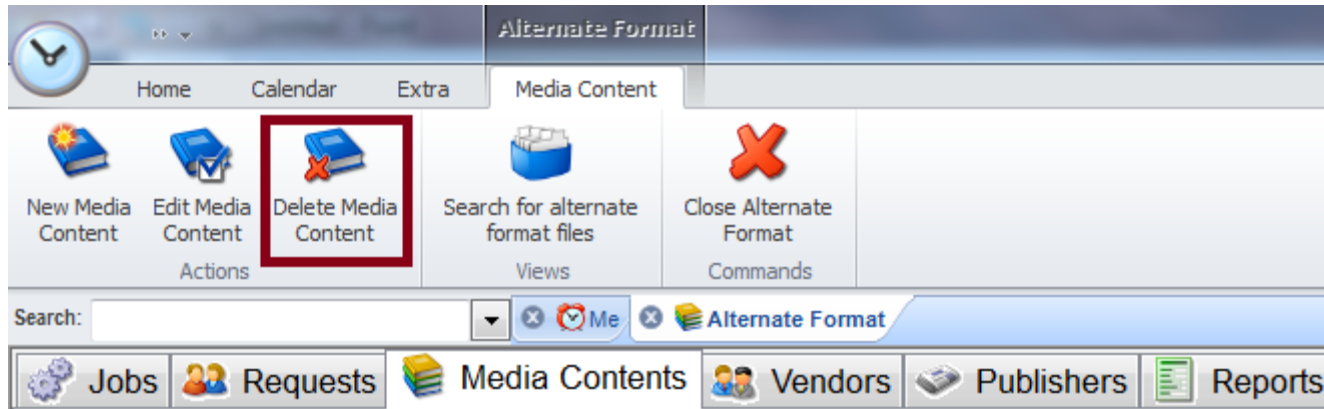 Alternate Format
Home Calendar Extra Media Content
New Media Content
Edit Media Content
Delete Media Content
Search for alternate format files
Close Alternate Format
Actions Views Commands
Search: Me Alternate Format
Jobs Requests Media Contents Vendors Publishers Reports